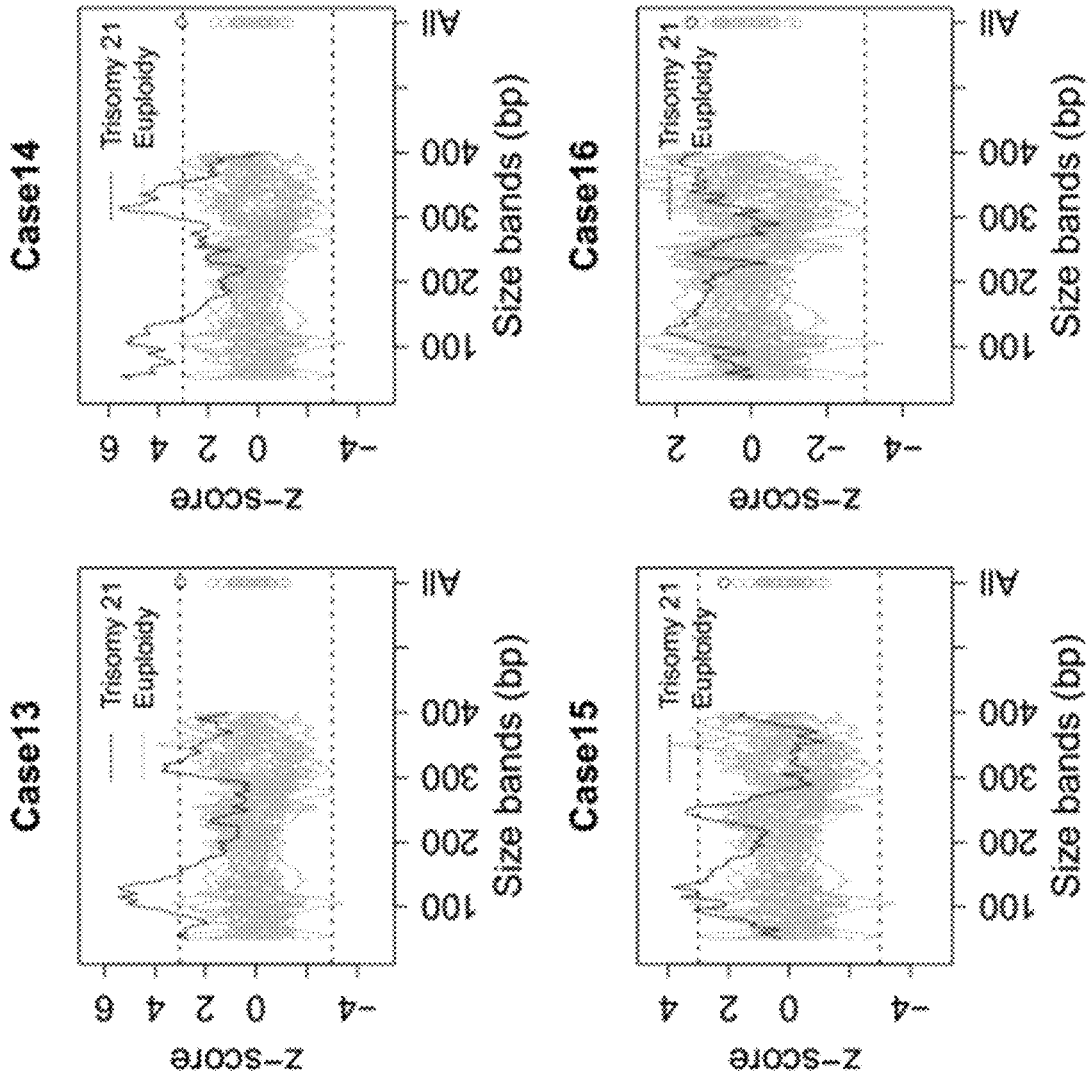 Case13
Trisomy 21
Euploidy
z-score
6
4
2
0
-4
100
200
300
400
All
Size bands (bp)
Case14
Trisomy 21
Euploidy
z-score
6
4
2
0
-4
100
200
300
400
All
Size bands (bp)
Case15
Trisomy 21
Euploidy
z-score
4
2
0
-4
100
200
300
400
All
Size bands (bp)
Case16
Trisomy 21
Euploidy
z-score
2
0
-2
-4
100
200
300
400
All
Size bands (bp)